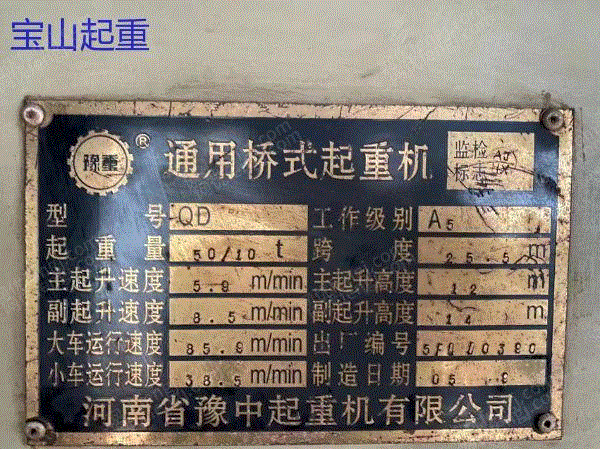 宝山起重
豫重 ® 通用桥式起重机 监检标志
型号 QD 工作级别 A5
起重量 50/10 t 跨度 25.5 m
主起升速度 5.9 m/min 主起升高度 12 m
副起升速度 8.5 m/min 副起升高度 14 m
大车运行速度 85.9 m/min 出厂编号
小车运行速度 38.5 m/min 制造日期 05.9
河南省豫中起重机有限公司